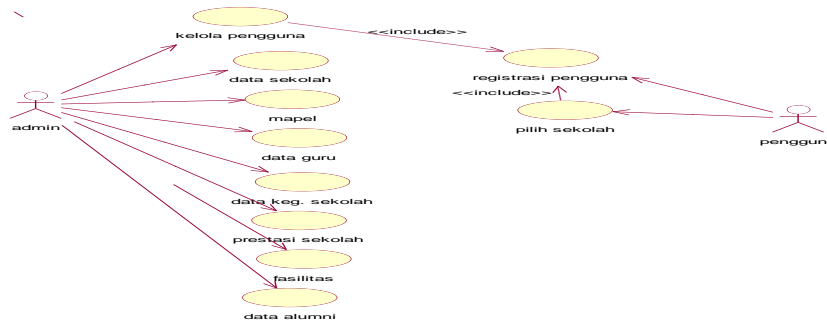 kelola pengguna
<<include>>
data sekolah
registrasi pengguna
<<include>>
mapel
admin
pilih sekolah
penggun
data guru
data keg. sekolah
prestasi sekolah
fasilitas
data alumni